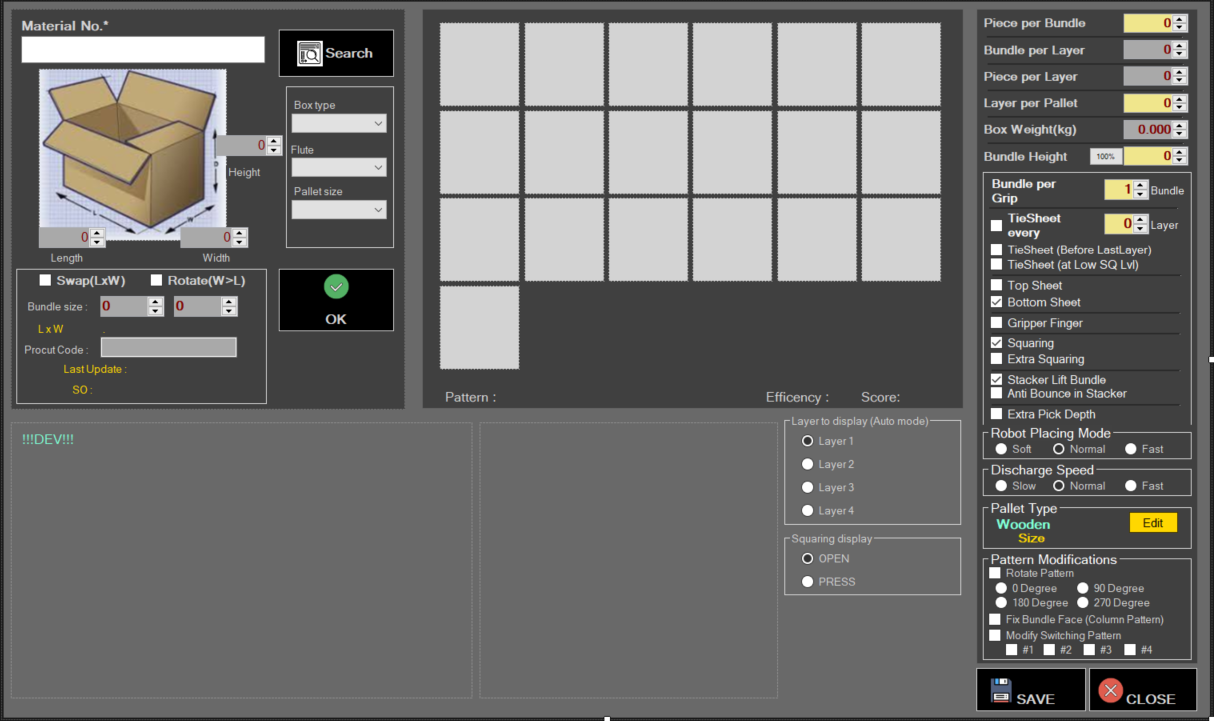 Material No.*
Search
Box type
Flute
Pallet size
0
Height
0
0
Length
Width
L
W
Swap(LxW)
Rotate(W>L)
Bundle size :
0
0
L x W
.
Procut Code :
Last Update :
SO :
OK
Pattern :
Efficency :
Score:
!!!DEV!!!
Layer to display (Auto mode)
Layer 1
Layer 2
Layer 3
Layer 4
Squaring display
OPEN
PRESS
Piece per Bundle
0
Bundle per Layer
0
Piece per Layer
0
Layer per Pallet
0
Box Weight(kg)
0.000
Bundle Height
100%
0
Bundle per
Grip
1
Bundle
TieSheet
every
0
Layer
TieSheet (Before LastLayer)
TieSheet (at Low SQ Lvl)
Top Sheet
Bottom Sheet
Gripper Finger
Squaring
Extra Squaring
Stacker Lift Bundle
Anti Bounce in Stacker
Extra Pick Depth
Robot Placing Mode
Soft
Normal
Fast
Discharge Speed
Slow
Normal
Fast
Pallet Type
Wooden
Size
Edit
Pattern Modifications
Rotate Pattern
0 Degree
90 Degree
180 Degree
270 Degree
Fix Bundle Face (Column Pattern)
Modify Switching Pattern
#1
#2
#3
#4
SAVE
CLOSE